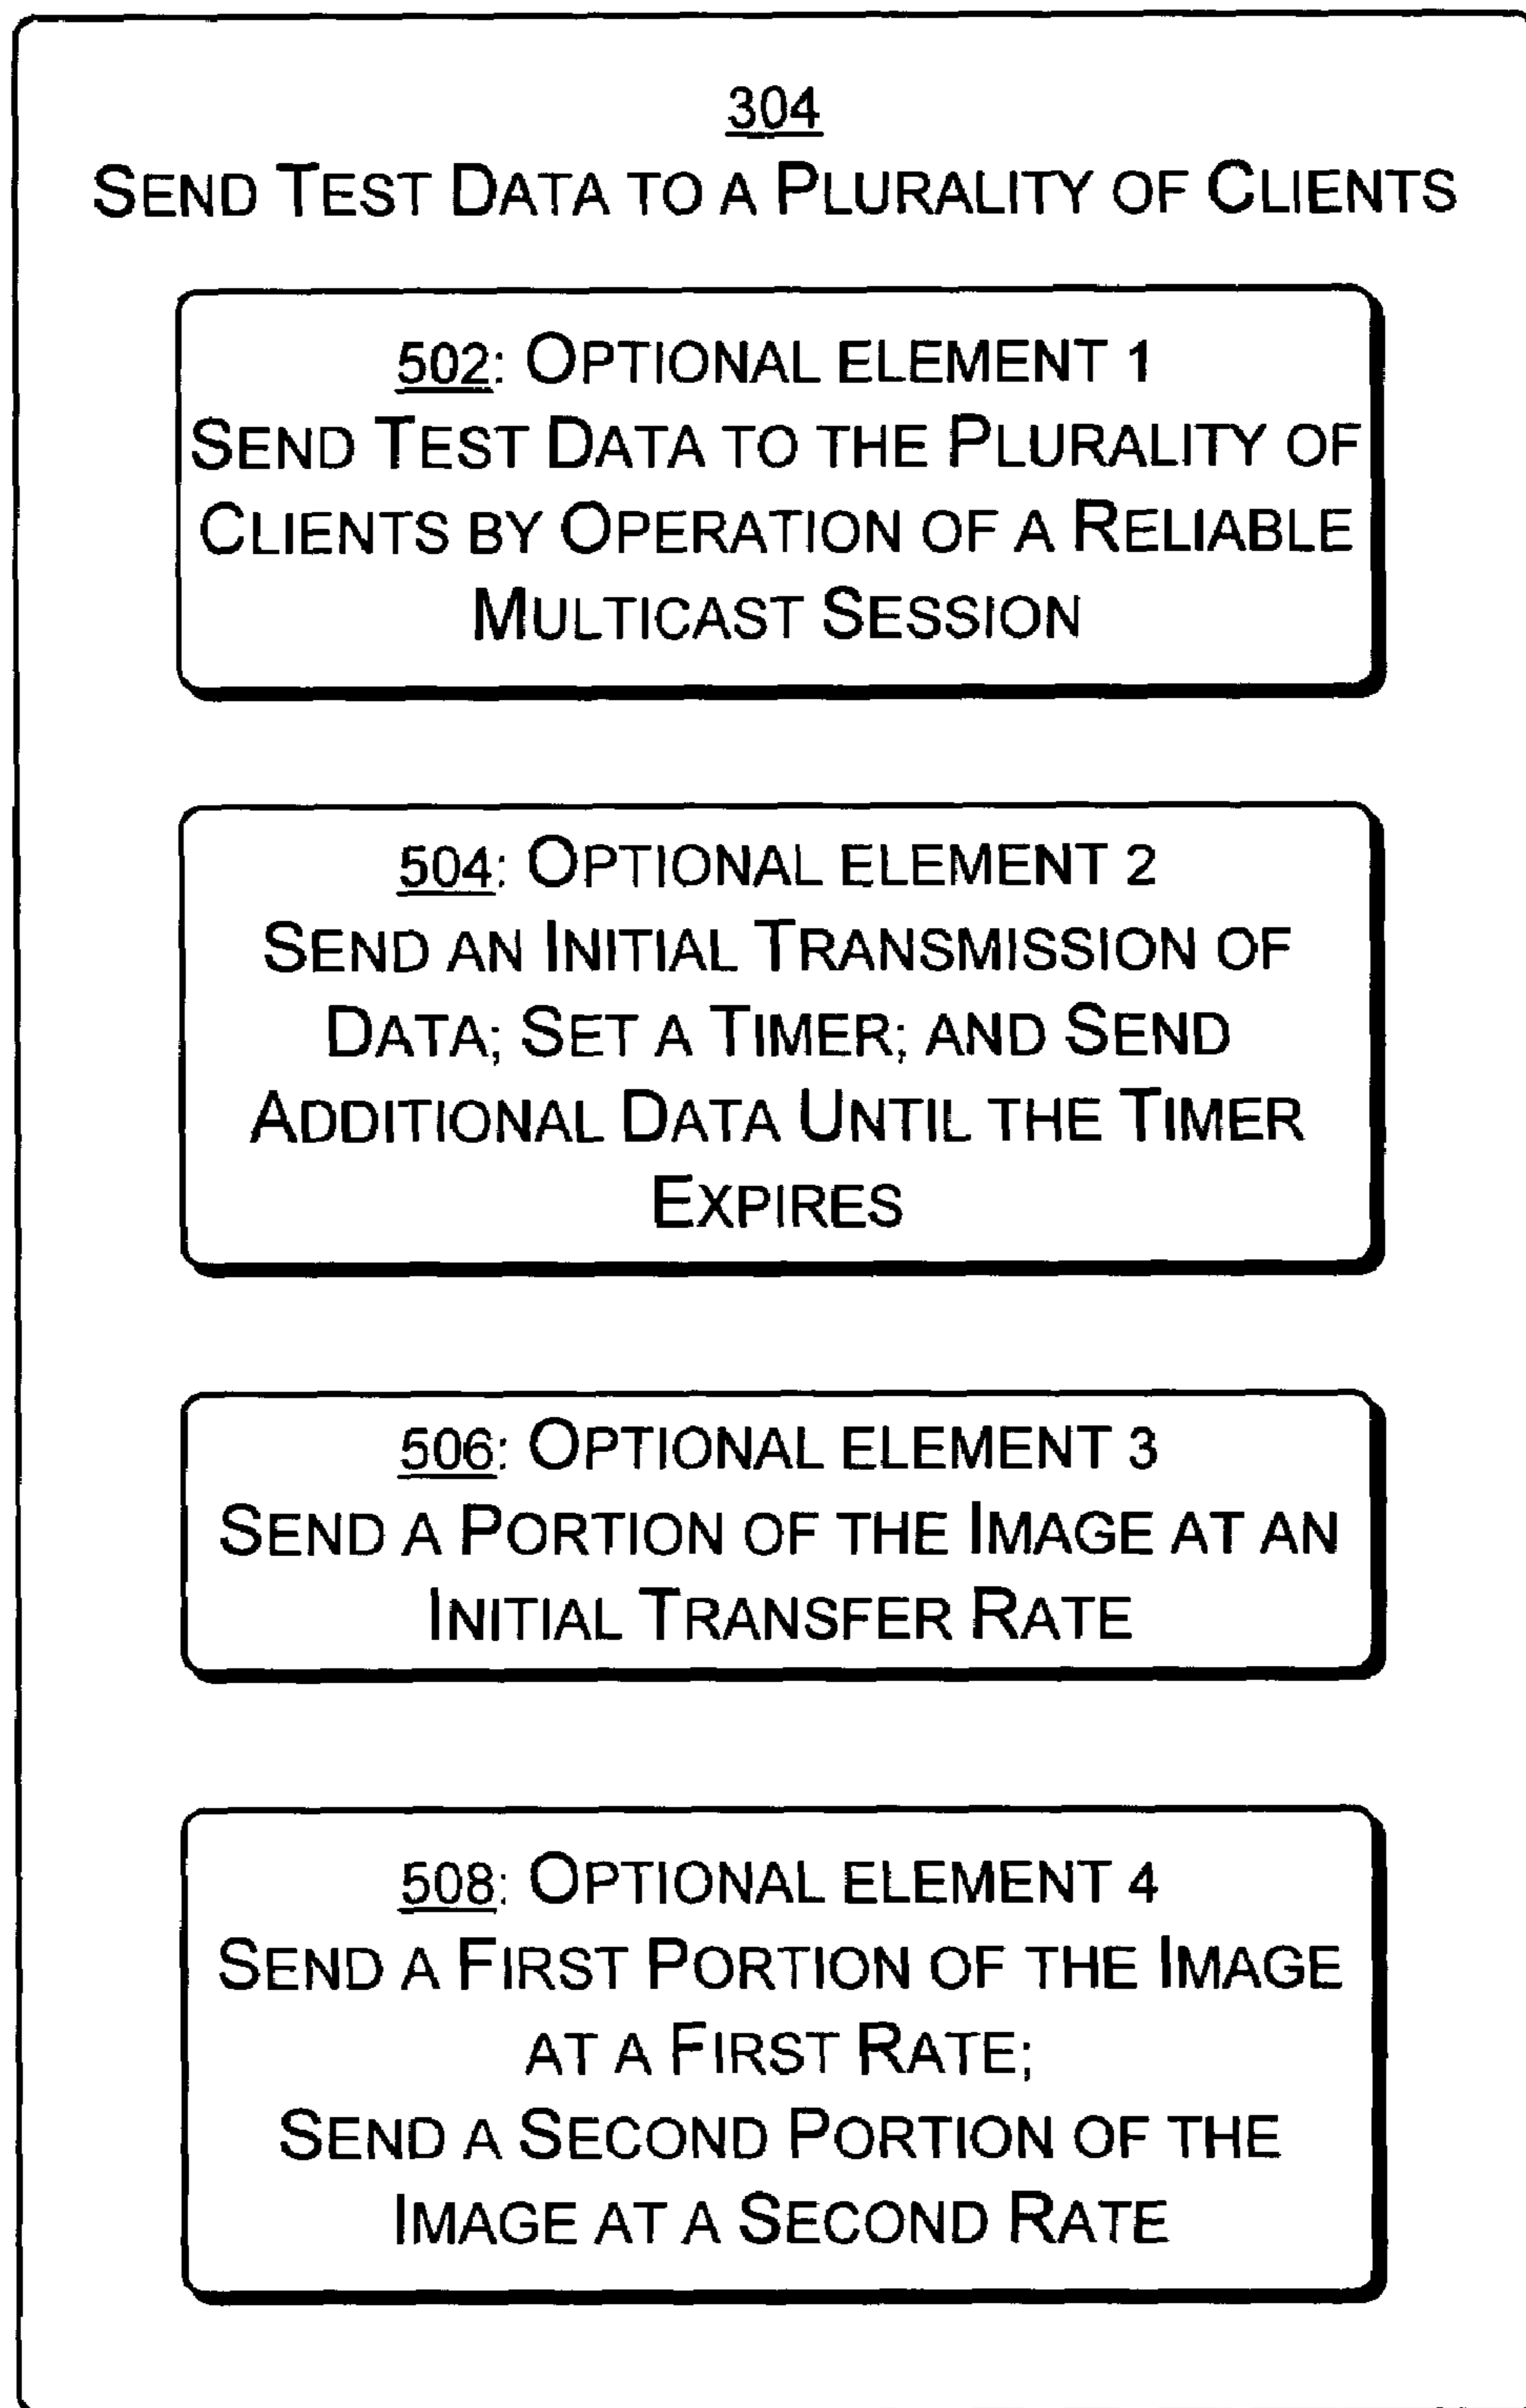 304
SEND TEST DATA TO A PLURALITY OF CLIENTS
502: OPTIONAL ELEMENT 1
SEND TEST DATA TO THE PLURALITY OF
CLIENTS BY OPERATION OF A RELIABLE
MULTICAST SESSION
504: OPTIONAL ELEMENT 2
SEND AN INITIAL TRANSMISSION OF
DATA; SET A TIMER; AND SEND
ADDITIONAL DATA UNTIL THE TIMER
EXPIRES
506: OPTIONAL ELEMENT 3
SEND A PORTION OF THE IMAGE AT AN
INITIAL TRANSFER RATE
508: OPTIONAL ELEMENT 4
SEND A FIRST PORTION OF THE IMAGE
AT A FIRST RATE;
SEND A SECOND PORTION OF THE
IMAGE AT A SECOND RATE